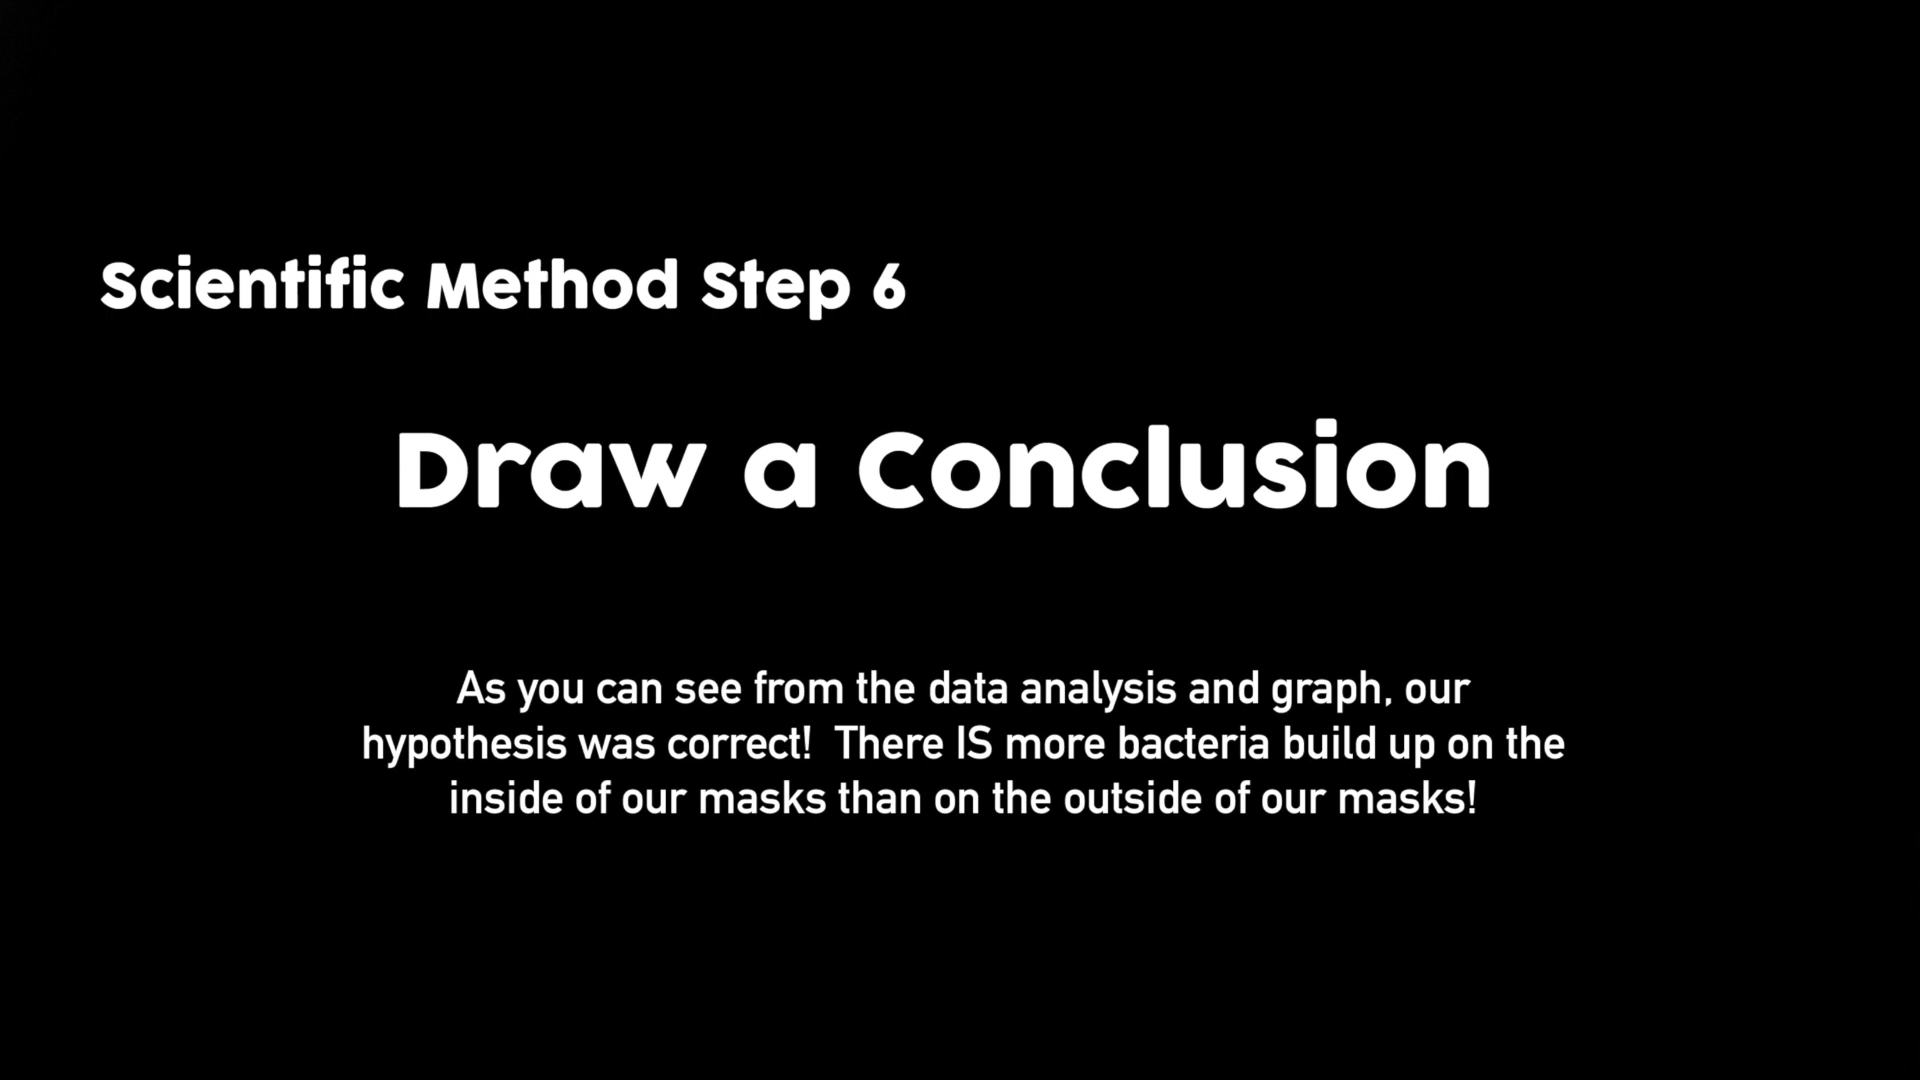 Scientific Method Step 6
Draw a Conclusion
As you can see from the data analysis and graph, our
hypothesis was correct!  There IS more bacteria build up on the
inside of our masks than on the outside of our masks!